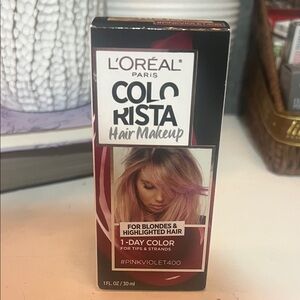 L'ORÉAL
PARIS
COLO
RISTA
Hair Makeup
FOR BLONDES &
HIGHLIGHTED HAIR
1-DAY COLOR
FOR TIPS & STRANDS
#PINKVIOLET400
1 FL. OZ / 30 ml